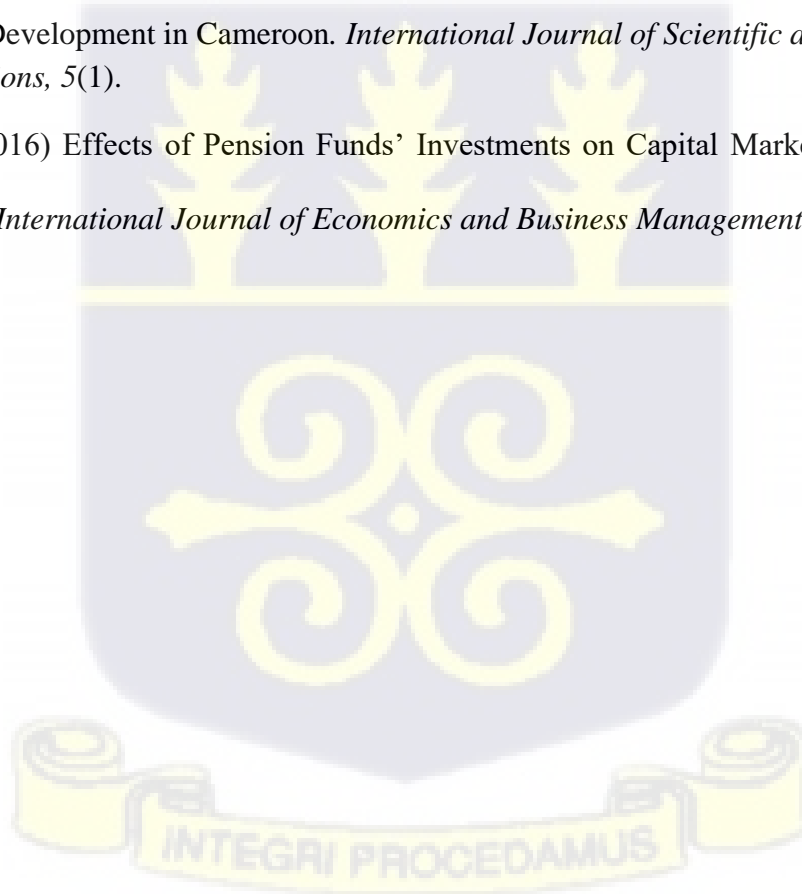 Development in Cameroon. International Journal of Scientific a
ons, 5(1).
016) Effects of Pension Funds’ Investments on Capital Mark
International Journal of Economics and Business Management
INTEGRI PROCEDAMUS